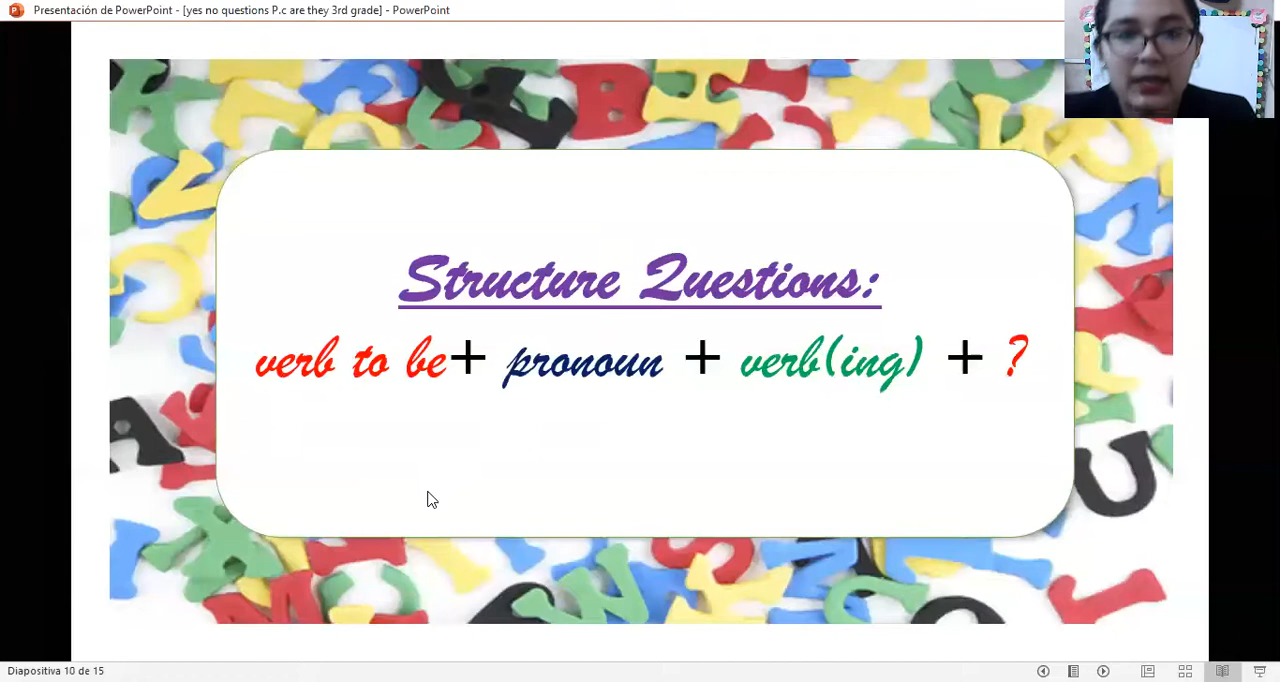 Presentación de PowerPoint - [yes no questions P.c are they 3rd grade] - PowerPoint
Structure Questions:
verb to be+ pronoun + verb(ing) + ?
Diapositiva 10 de 15